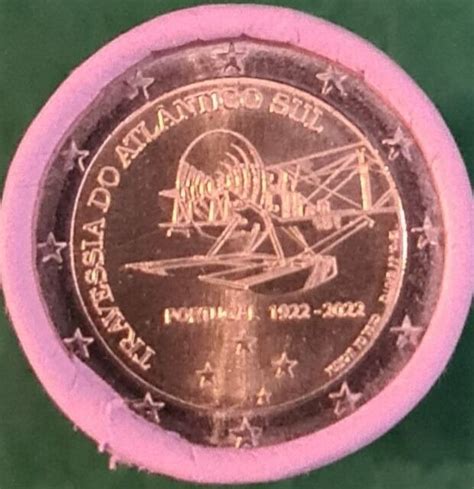 TRAVESSIA DO ATLÂNTICO SUL
PORTUGAL 1922-2022